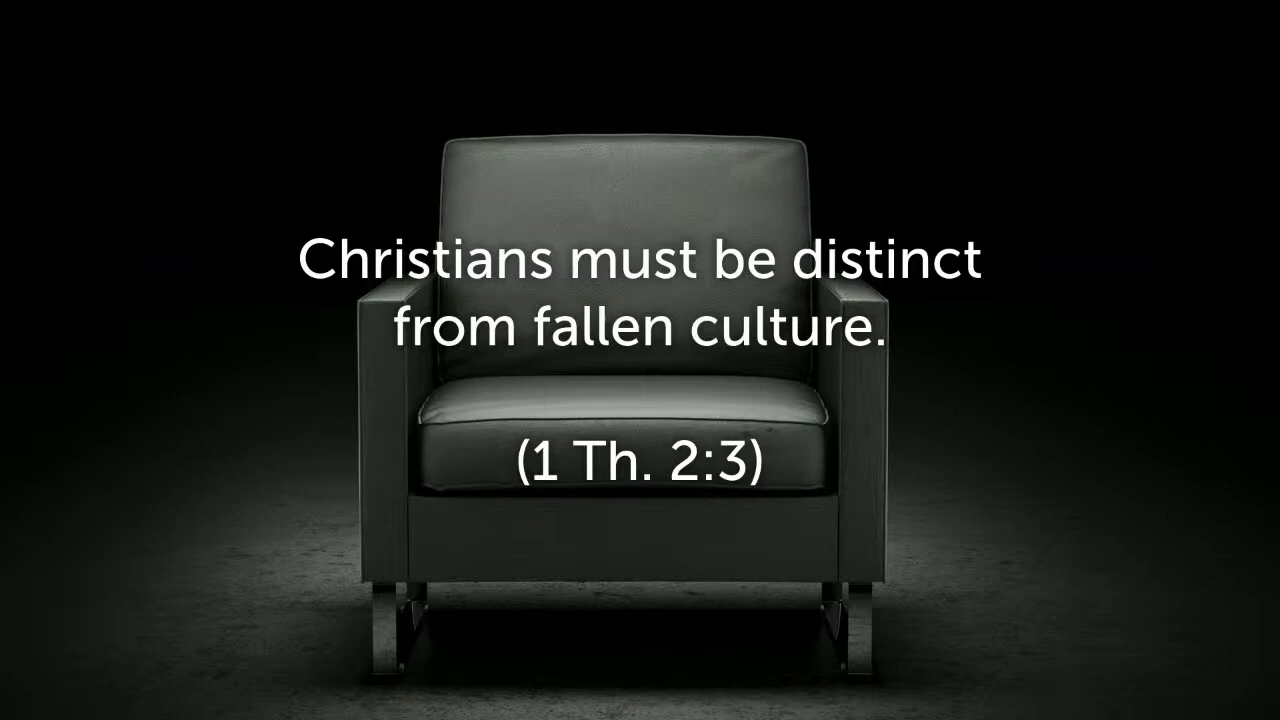 Christians must be distinct
from fallen culture.
(1 Th. 2:3)